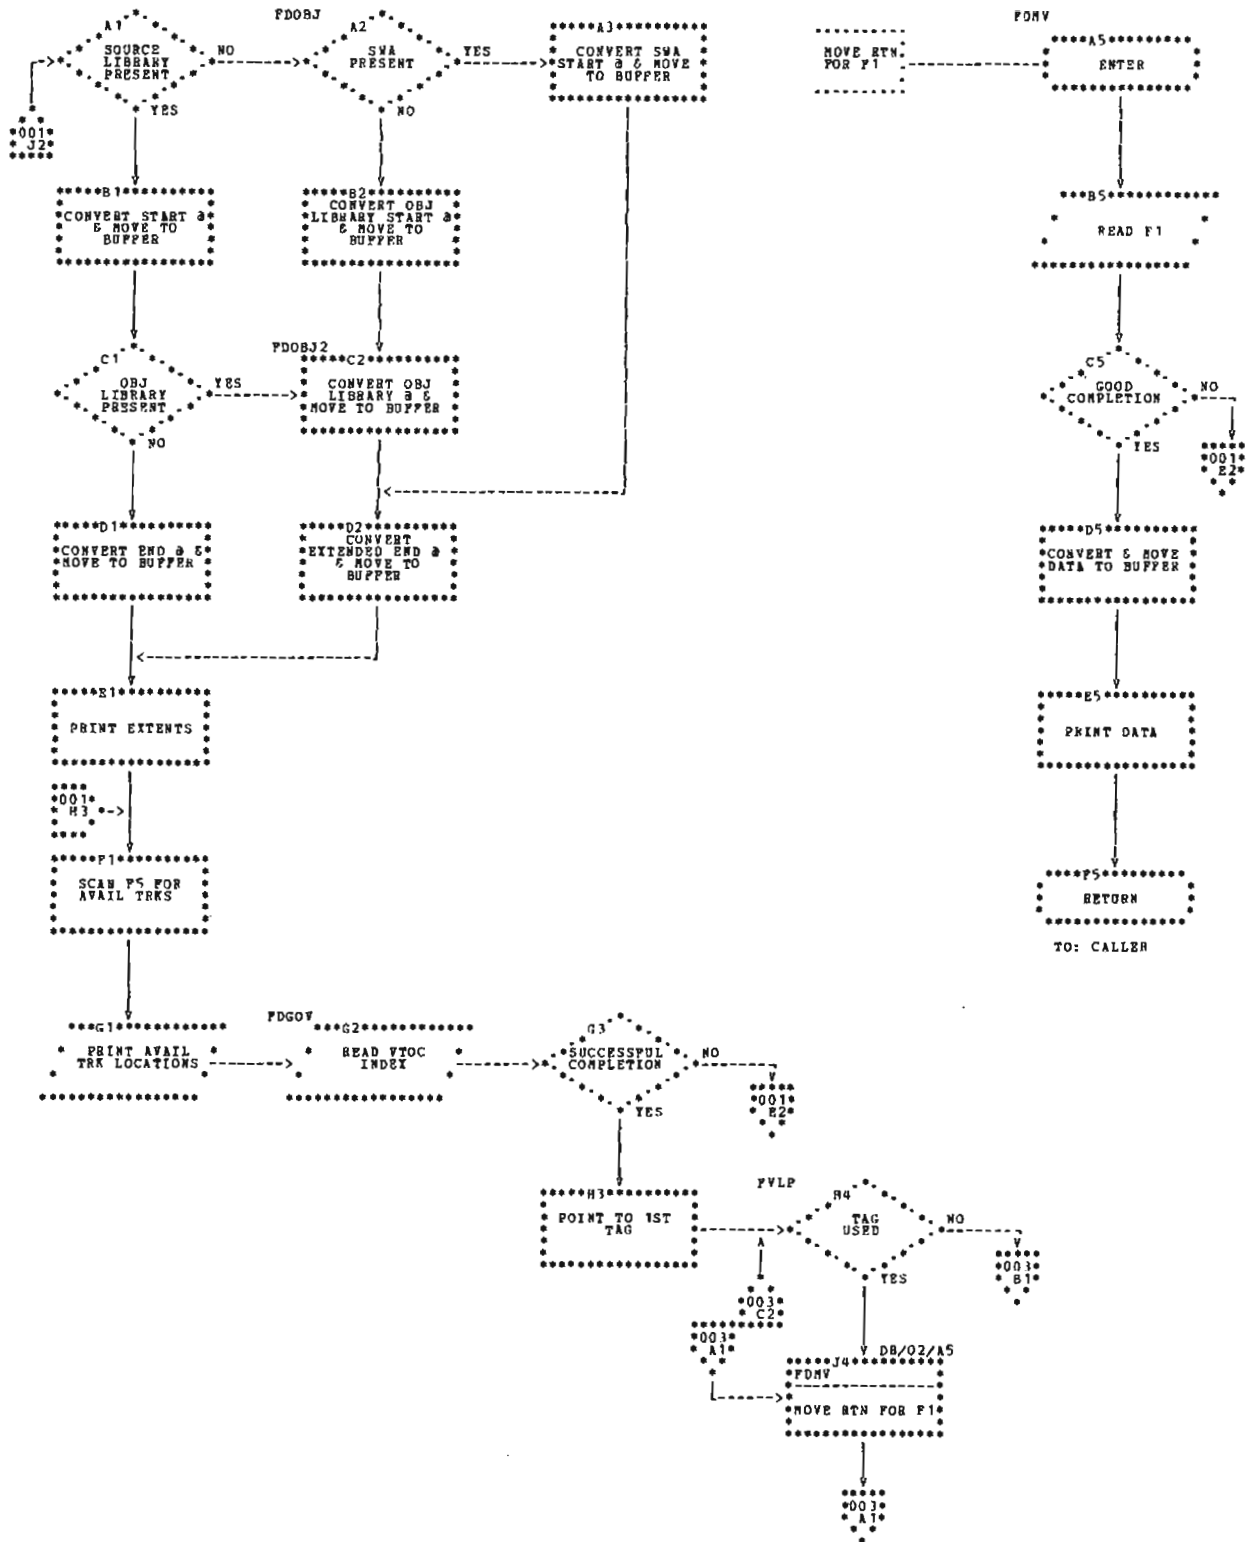 FDOBJ
FDMV
A1
SOURCE
LIBRARY
PRESENT
NO
YES
A2
SWA
PRESENT
YES
NO
A3
CONVERT SWA
START @ & MOVE
TO BUFFER
MOVE RTN
FOR F1
A5
ENTER
001
J2
B1
CONVERT START @
& MOVE TO
BUFFER
B2
CONVERT OBJ
LIBRARY START @
& MOVE TO
BUFFER
B5
READ F1
C1
OBJ
LIBRARY
PRESENT
YES
NO
FDOBJ2
C2
CONVERT OBJ
LIBRARY @ &
MOVE TO BUFFER
C5
GOOD
COMPLETION
NO
YES
001
E2
D1
CONVERT END @ &
MOVE TO BUFFER
D2
CONVERT
EXTENDED END @
& MOVE TO
BUFFER
D5
CONVERT & MOVE
DATA TO BUFFER
E1
PRINT EXTENTS
E5
PRINT DATA
001
H3
F1
SCAN F5 FOR
AVAIL TRKS
F5
RETURN
TO: CALLER
G1
PRINT AVAIL
TRK LOCATIONS
FDGOV
G2
READ VTOC
INDEX
G3
SUCCESSFUL
COMPLETION
NO
YES
001
E2
H3
POINT TO 1ST
TAG
FVLP
H4
TAG
USED
NO
YES
003
B1
003
C2
003
A1
DB/02/A5
J4
FDMV
MOVE RTN FOR F1
003
A1